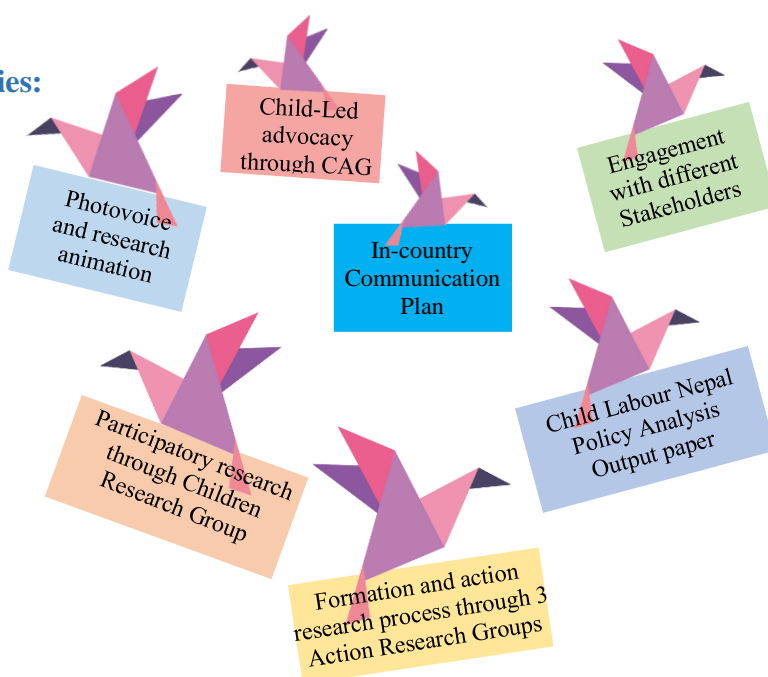 ies:
Child-Led
advocacy
through CAG
Engagement
with different
Stakeholders
Photovoice
and research
animation
In-country
Communication
Plan
Child Labour Nepal
Policy Analysis
Output paper
Participatory research
through Children
Research Group
Formation and action
research process through 3
Action Research Groups